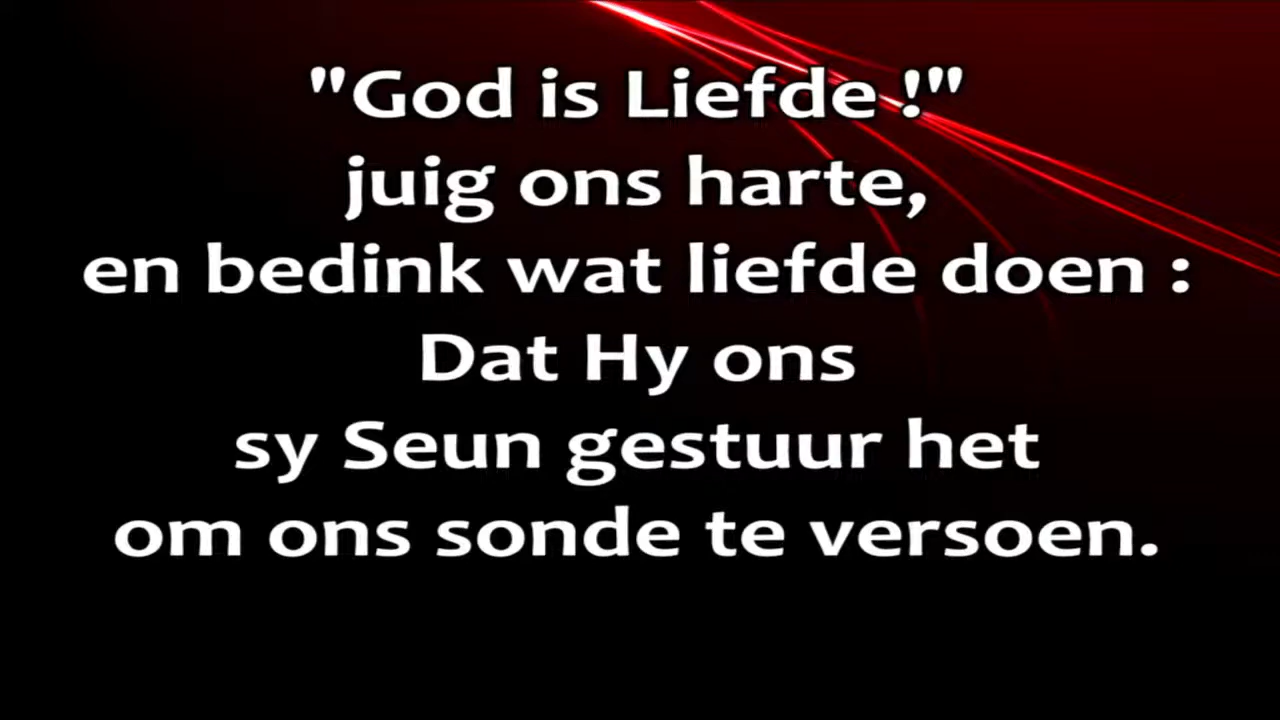 "God is Liefde !"
juig ons harte,
en bedink wat liefde doen :
Dat Hy ons
sy Seun gestuur het
om ons sonde te versoen.